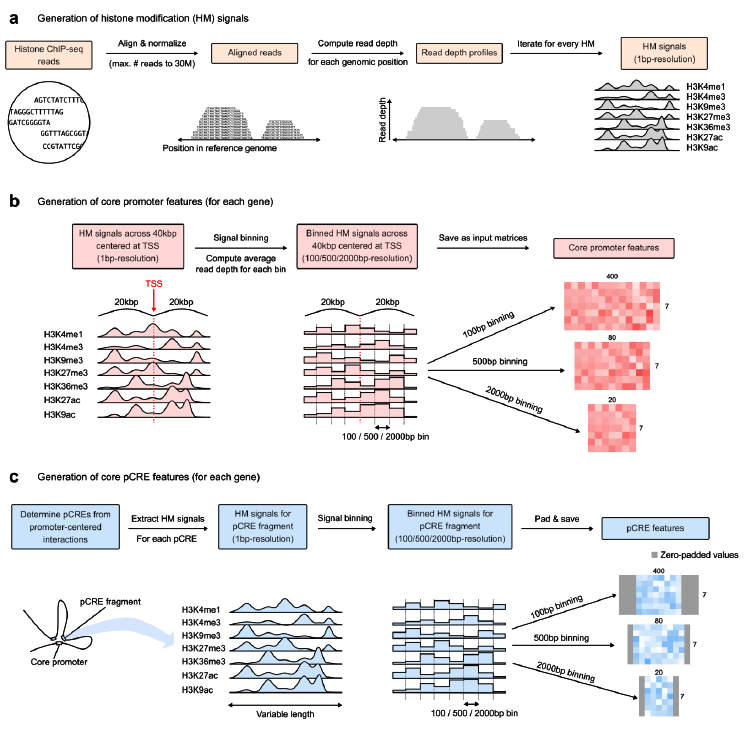 a Generation of histone modification (HM) signals
Histone ChIP-seq
reads
Align & normalize
(max. # reads to 30M)
Aligned reads
Compute read depth
for each genomic position
Read depth profiles
Iterate for every HM
HM signals
(1bp-resolution)
AGTCTATCTTTC
TAGGGCTTTTTAG
GATCGGGGTA
GGTTTAGCGGT
CCGTATTCG
Position in reference genome
Read depth
H3K4me1
H3K4me3
H3K9me3
H3K27me3
H3K36me3
H3K27ac
H3K9ac
b Generation of core promoter features (for each gene)
HM signals across 40kbp
centered at TSS
(1bp-resolution)
Signal binning
Compute average
read depth for each bin
Binned HM signals across
40kbp centered at TSS
(100/500/2000bp-resolution)
Save as input matrices
Core promoter features
TSS
20kbp 20kbp
H3K4me1
H3K4me3
H3K9me3
H3K27me3
H3K36me3
H3K27ac
H3K9ac
20kbp 20kbp
100 / 500 / 2000bp bin
100bp binning
500bp binning
2000bp binning
400
7
80
7
20
7
c Generation of core pCRE features (for each gene)
Determine pCREs from
promoter-centered
interactions
Extract HM signals
For each pCRE
HM signals for
pCRE fragment
(1bp-resolution)
Signal binning
Binned HM signals for
pCRE fragment
(100/500/2000bp-resolution)
Pad & save
pCRE features
Zero-padded values
pCRE fragment
Core promoter
H3K4me1
H3K4me3
H3K9me3
H3K27me3
H3K36me3
H3K27ac
H3K9ac
Variable length
100 / 500 / 2000bp bin
100bp binning
500bp binning
2000bp binning
400
7
80
7
20
7